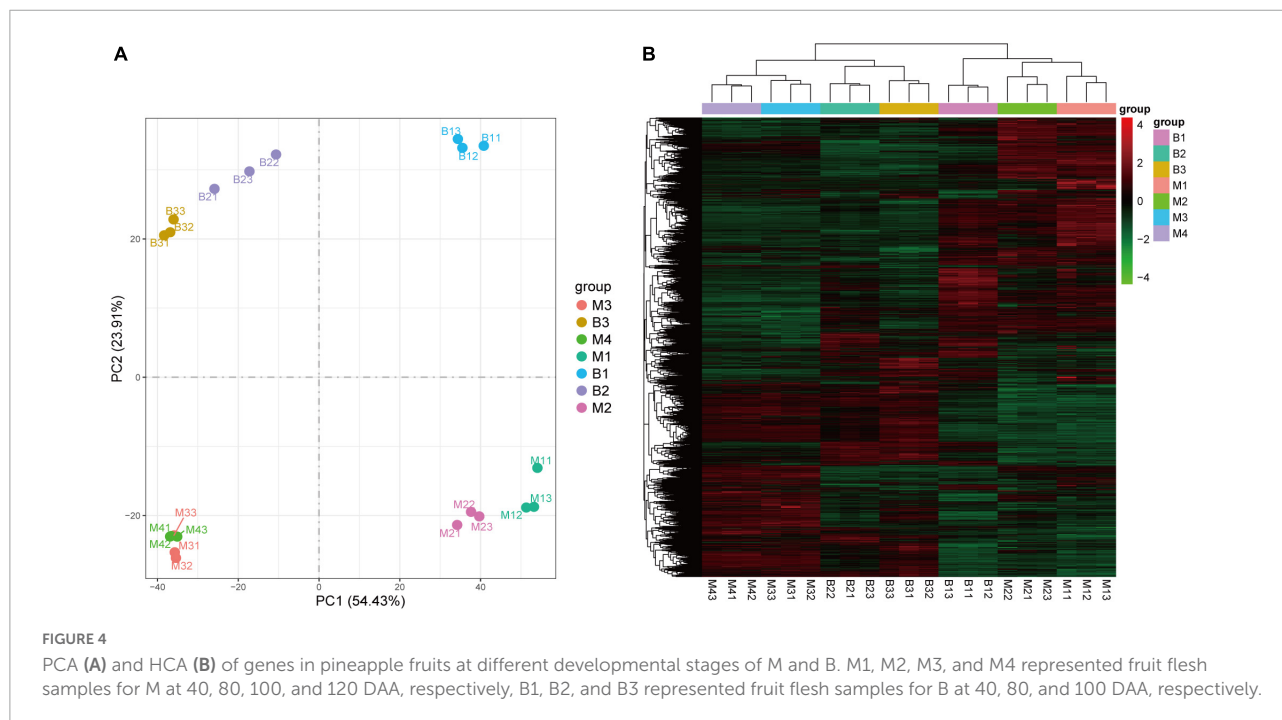 A
B13
B11
B12
B22
B23
B21
B33
B32
B31
20
0
−20
M11
M13
M12
M22
M21
M23
M33
M41
M43
M42
M31
M32
−40
−20
0
20
40
PC1 (54.43%)
PC2 (23.91%)
group
M3
B3
M4
M1
B1
B2
M2
B
group
4
2
0
−2
−4
group
B1
B2
B3
M1
M2
M3
M4
M43
M41
M42
M33
M31
M32
B22
B21
B23
B33
B31
B32
B13
B11
B12
M22
M21
M23
M11
M12
M13
FIGURE 4
PCA (A) and HCA (B) of genes in pineapple fruits at different developmental stages of M and B. M1, M2, M3, and M4 represented fruit flesh
samples for M at 40, 80, 100, and 120 DAA, respectively, B1, B2, and B3 represented fruit flesh samples for B at 40, 80, and 100 DAA, respectively.